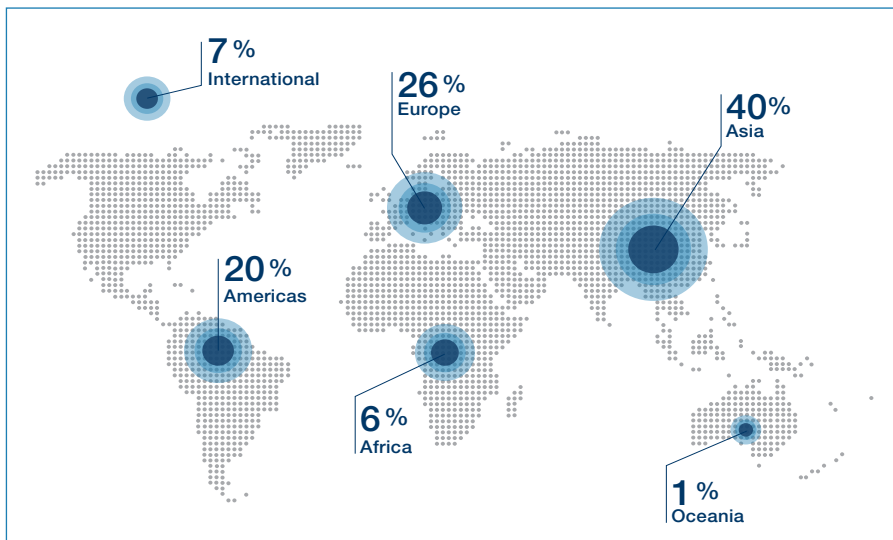 7 %
International
26 %
Europe
40%
Asia
20 %
Americas
6 %
Africa
1 %
Oceania